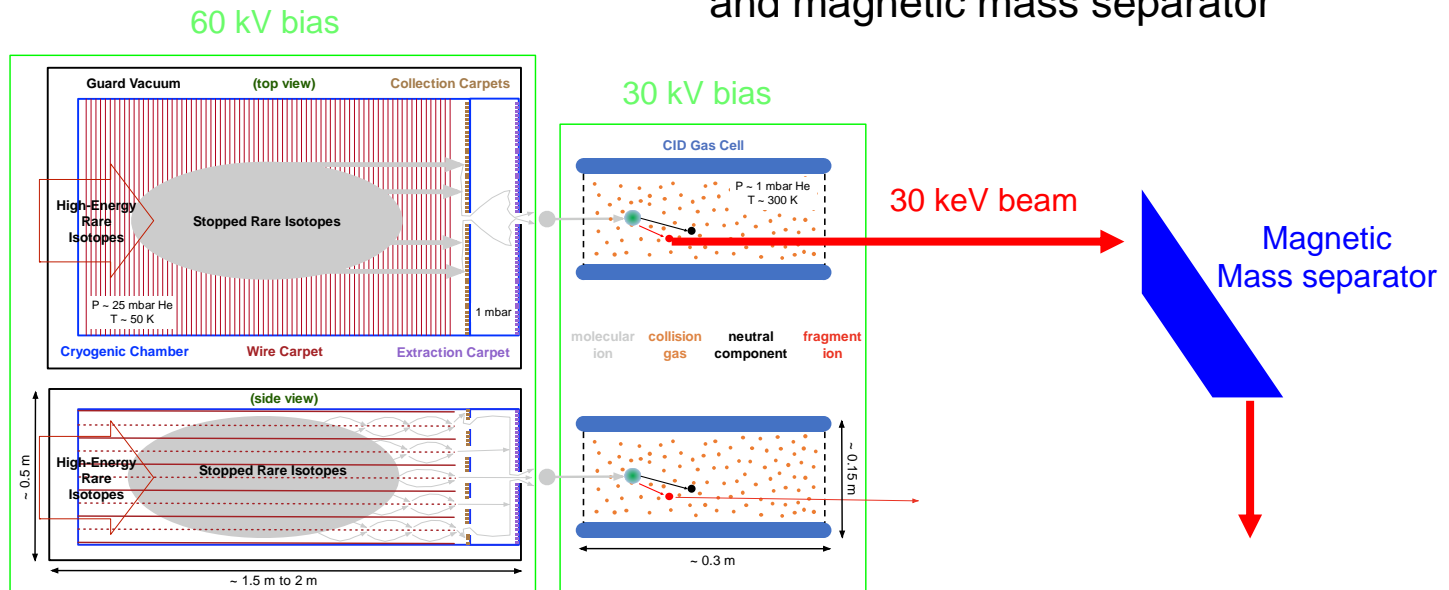 and magnetic mass separator
60 kV bias
Guard Vacuum
(top view)
Collection Carpets
High-Energy
Rare
Isotopes
Stopped Rare Isotopes
P ~ 25 mbar He
T ~ 50 K
1 mbar
Cryogenic Chamber
Wire Carpet
Extraction Carpet
30 kV bias
CID Gas Cell
P ~ 1 mbar He
T ~ 300 K
30 keV beam
Magnetic
Mass separator
molecular
ion
collision
gas
neutral
component
fragment
ion
(side view)
High-Energy
Rare
Isotopes
Stopped Rare Isotopes
~ 0.5 m
~ 1.5 m to 2 m
~ 0.15 m
~ 0.3 m